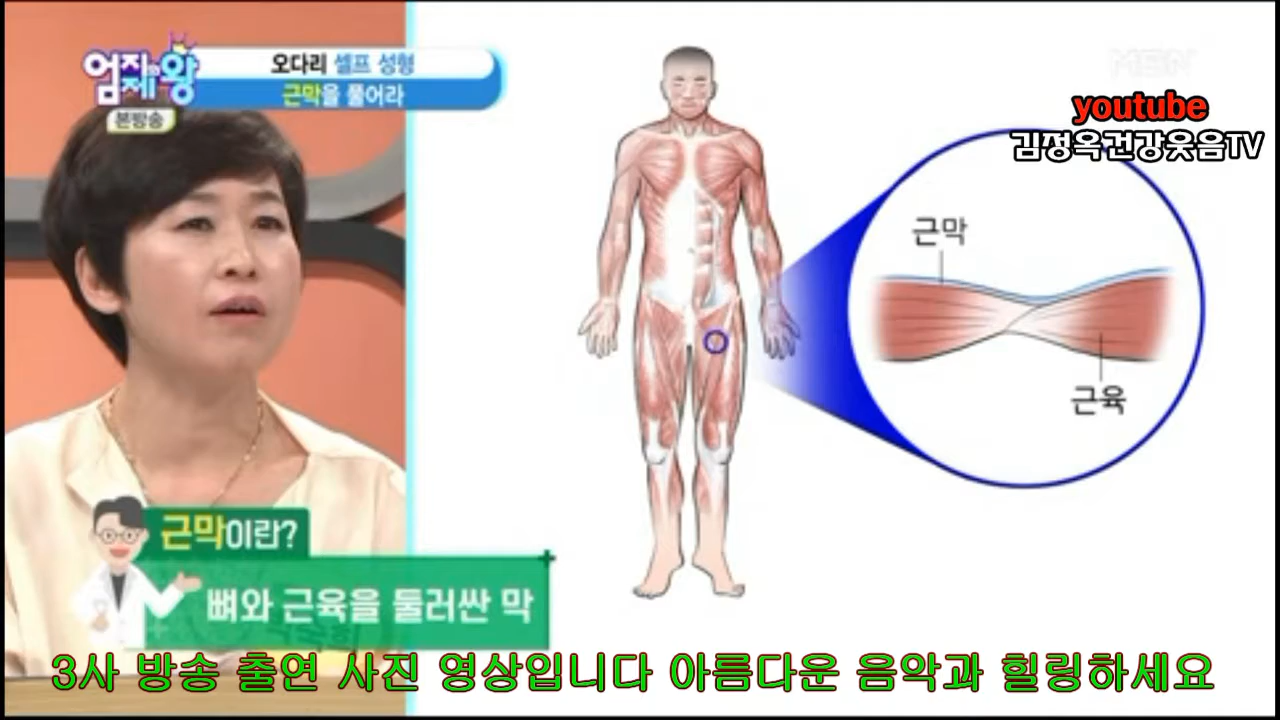 엄지의 제왕
본방송
오다리 셀프 성형
근막을 풀어라
MBN
youtube
김정옥건강웃음TV
근막
근육
근막이란?
뼈와 근육을 둘러싼 막
3사 방송 출연 사진 영상입니다 아름다운 음악과 힐링하세요